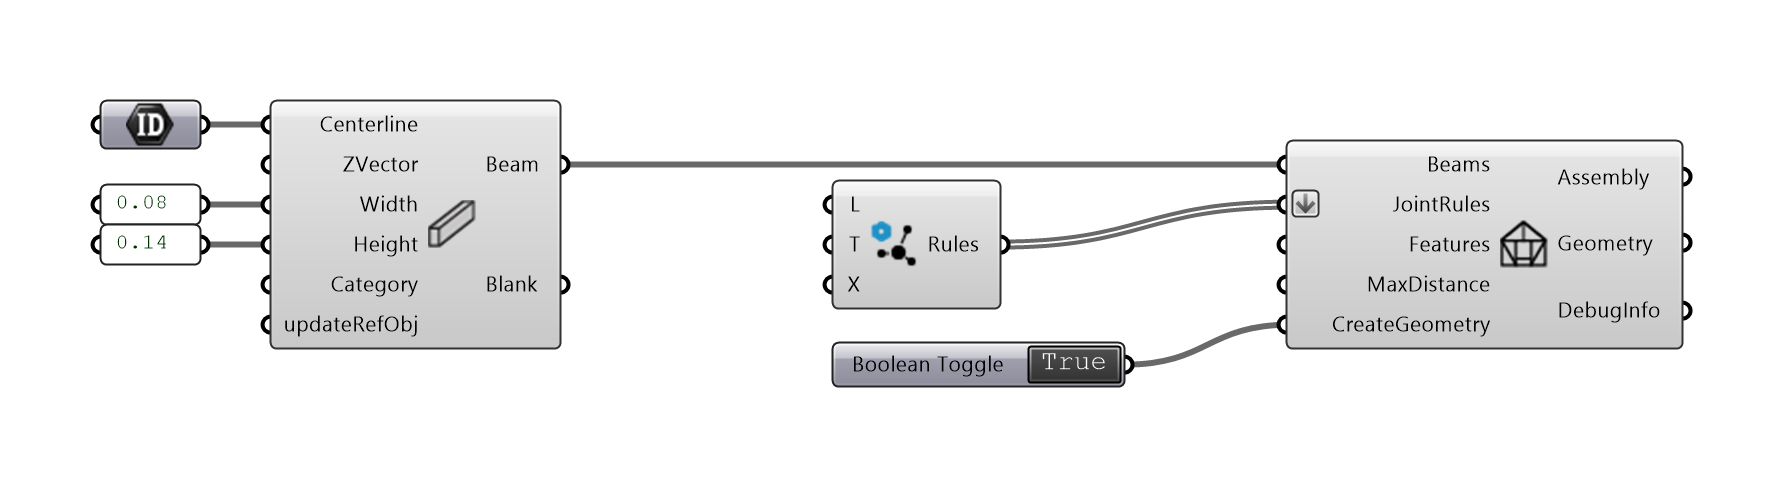 ID
Centerline
ZVector
Width
Height
Category
updateRefObj
Beam
Blank
0.08
0.14
L
T
X
Rules
Boolean Toggle True
Beams
JointRules
Features
MaxDistance
CreateGeometry
Assembly
Geometry
DebugInfo